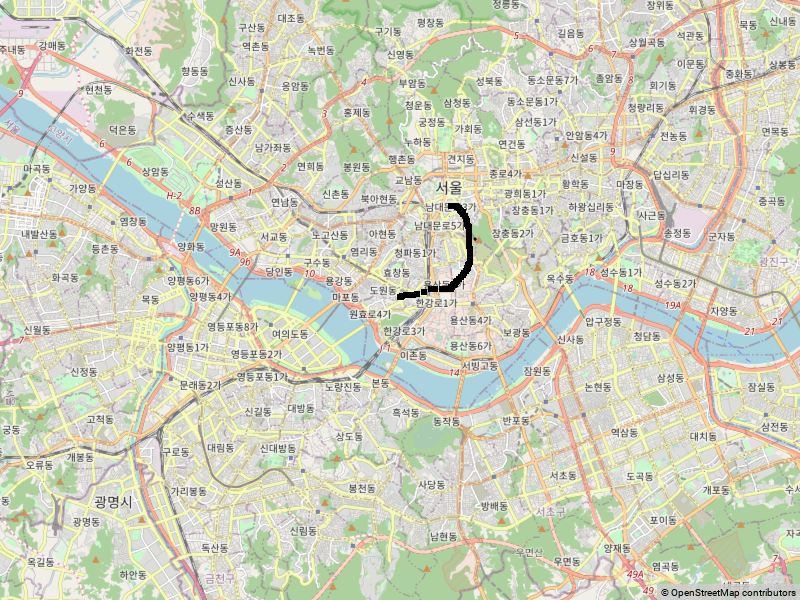 평창동
정릉동
장위동
대조동
구산동
구기동
길음동
석관동
강매동
주내동
화전동
역촌동
녹번동
신영동
상월곡동
묵동
신내동
이문동
향동동
신사동
응암동
부암동
성북동
동소문동7가
종암동
회기동
중화동
상봉동
현천동
9
수색동
증산동
홍제동
청운동
삼청동
동소문동1가
청량리동
휘경동
궁정동
가회동
삼선동1가
안암동4가
전농동
면목동
서울
고양시
덕은동
남가좌동
누하동
연건동
6
3
마곡동
상암동
연희동
봉원동
행촌동
견지동
신설동
답십리동
가양동
H-2
성산동
신촌동
교남동
종로4가
황학동
마장동
서울
연남동
북아현동
광희동1가
중곡동
8B
장충동1가
하왕십리동
사근동
염창동
망원동
내발산동
서교동
노고산동
아현동
남대문로5가
장충동2가
금호동1가
송정동
군자동
등촌동
양화동
9A
9b
염리동
청파동1가
광진구
화곡동
당인동
구수동
효창동
옥수동
18
성수동1가
양평동6가
10
용강동
성수동2가
목동
양평동4가
마포동
도원동
한강로1가
19A
자양동
원효로4가
압구정동
신월동
영등포동8가
여의도동
한강로3가
용산동4가
보광동
신사동
청담동
21
양평동1가
영등포동2가
이촌동
용산동6가
서빙고동
14
신정동
문래동2가
영등포동1가
노량진동
본동
잠원동
논현동
삼성동
잠실동
고척동
신길동
대방동
흑석동
동작동
반포동
역삼동
대치동
삼전동
궁동
개봉동
구로동
대림동
신대방동
상도동
오류동
가리봉동
봉천동
사당동
서초동
도곡동
개포동
광명시
광명동
신림동
방배동
서초구
포이동
독산동
남현동
우면산
우면동
양재동
옥길동
하안동
금천구
염곡동
49A
49
© OpenStreetMap contributors